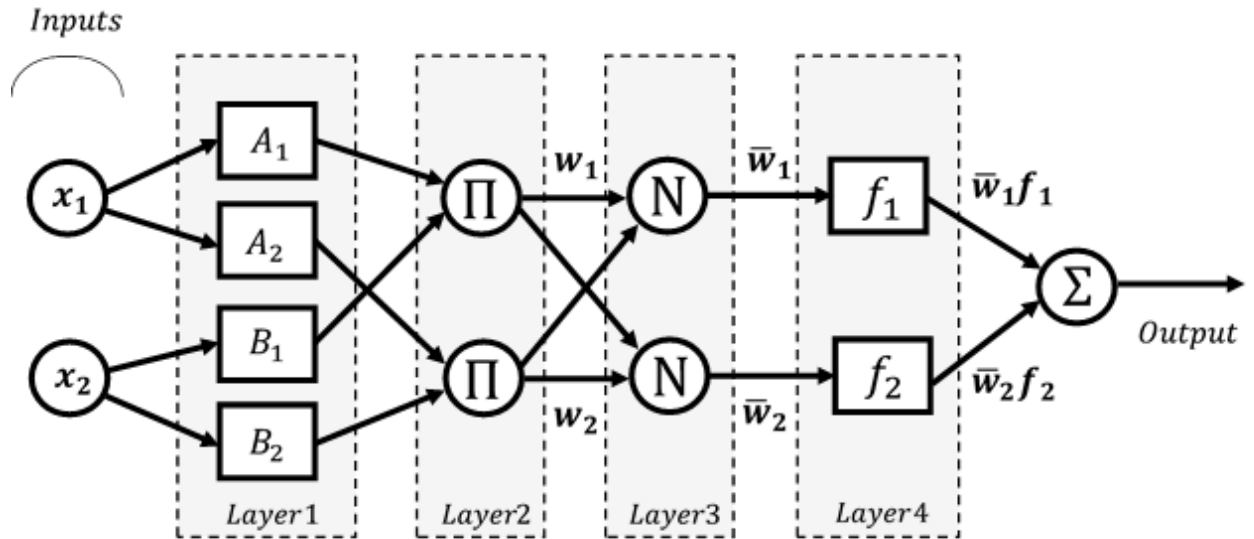 Inputs
x₁
x₂
A₁
A₂
B₁
B₂
Layer1
Π
Π
Layer2
w₁
w₂
N
N
Layer3
w̅₁
w̅₂
f₁
f₂
Layer4
w̅₁f₁
w̅₂f₂
Σ
Output